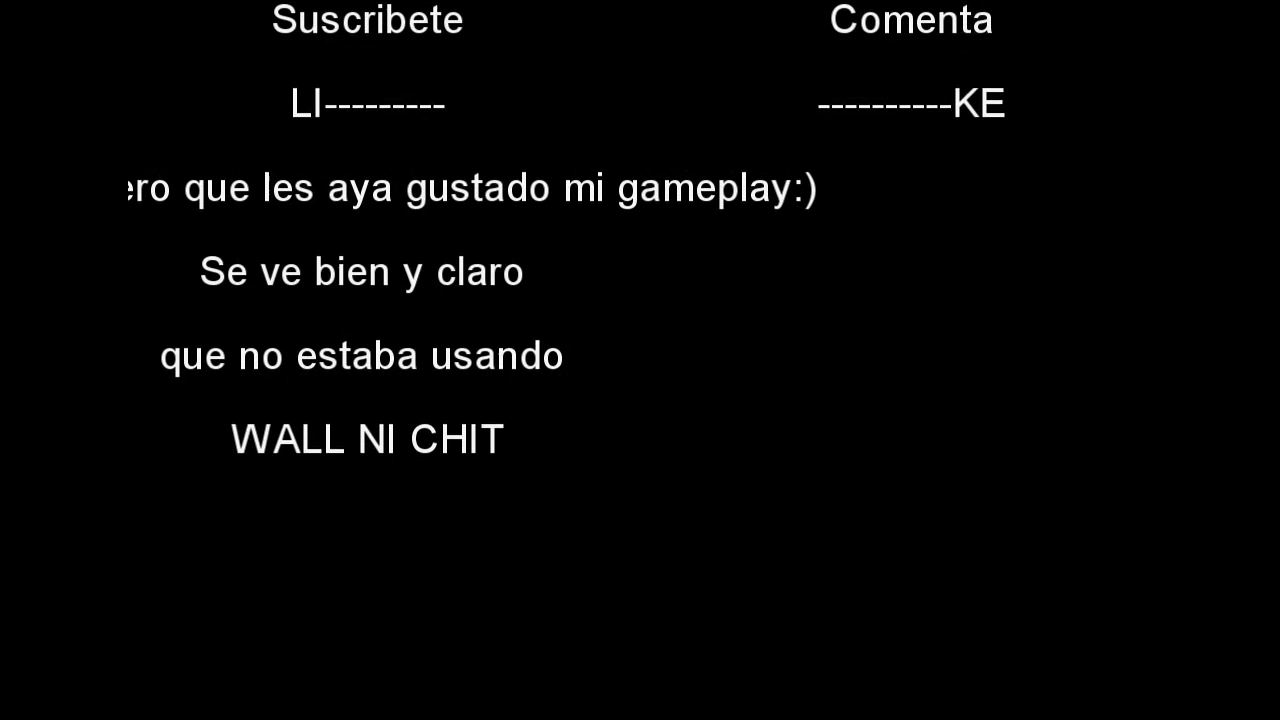 Suscribete Comenta
LI--------- ----------KE
ero que les aya gustado mi gameplay:)
Se ve bien y claro
que no estaba usando
WALL NI CHIT